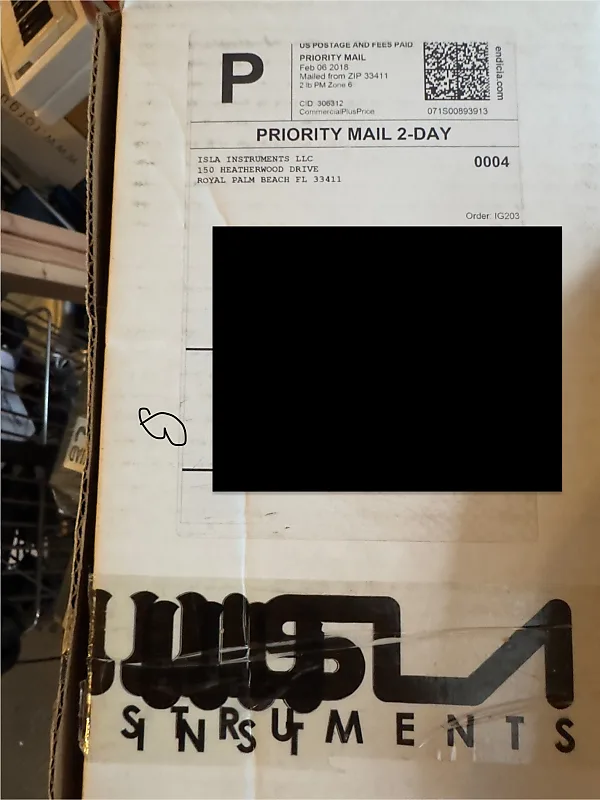 P
US POSTAGE AND FEES PAID
PRIORITY MAIL
Feb 06 2018
Mailed from ZIP 33411
2 lb PM Zone 6
CID 306312
CommercialPlusPrice
endicia.com
071S00893913
PRIORITY MAIL 2-DAY
ISLA INSTRUMENTS LLC
0004
150 HEATHERWOOD DRIVE
ROYAL PALM BEACH FL 33411
Order: IG203
ISLA
INSTRUMENTS